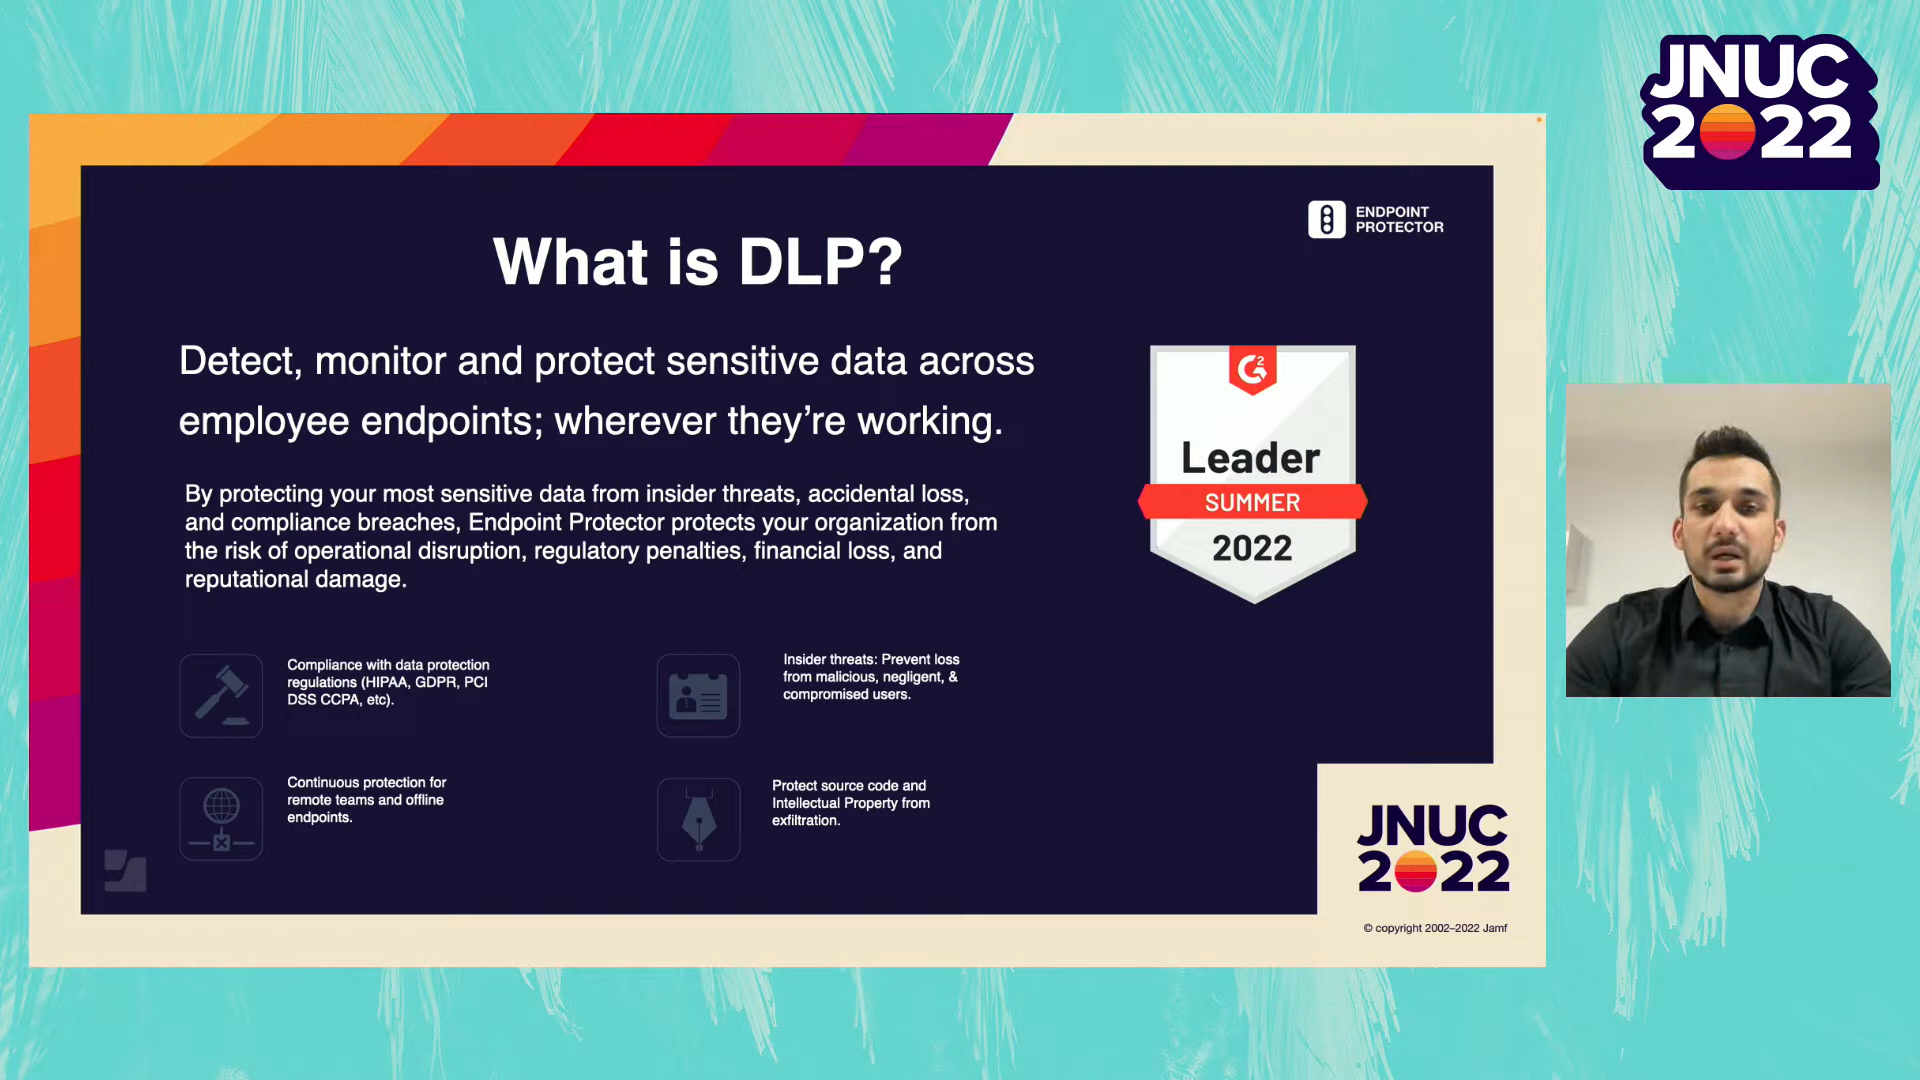 JNUC
2022
ENDPOINT
PROTECTOR
What is DLP?
Detect, monitor and protect sensitive data across
employee endpoints; wherever they’re working.
By protecting your most sensitive data from insider threats, accidental loss,
and compliance breaches, Endpoint Protector protects your organization from
the risk of operational disruption, regulatory penalties, financial loss, and
reputational damage.
G2
Leader
SUMMER
2022
Compliance with data protection
regulations (HIPAA, GDPR, PCI
DSS CCPA, etc).
Insider threats: Prevent loss
from malicious, negligent, &
compromised users.
Continuous protection for
remote teams and offline
endpoints.
Protect source code and
Intellectual Property from
exfiltration.
JNUC
2022
© copyright 2002–2022 Jamf